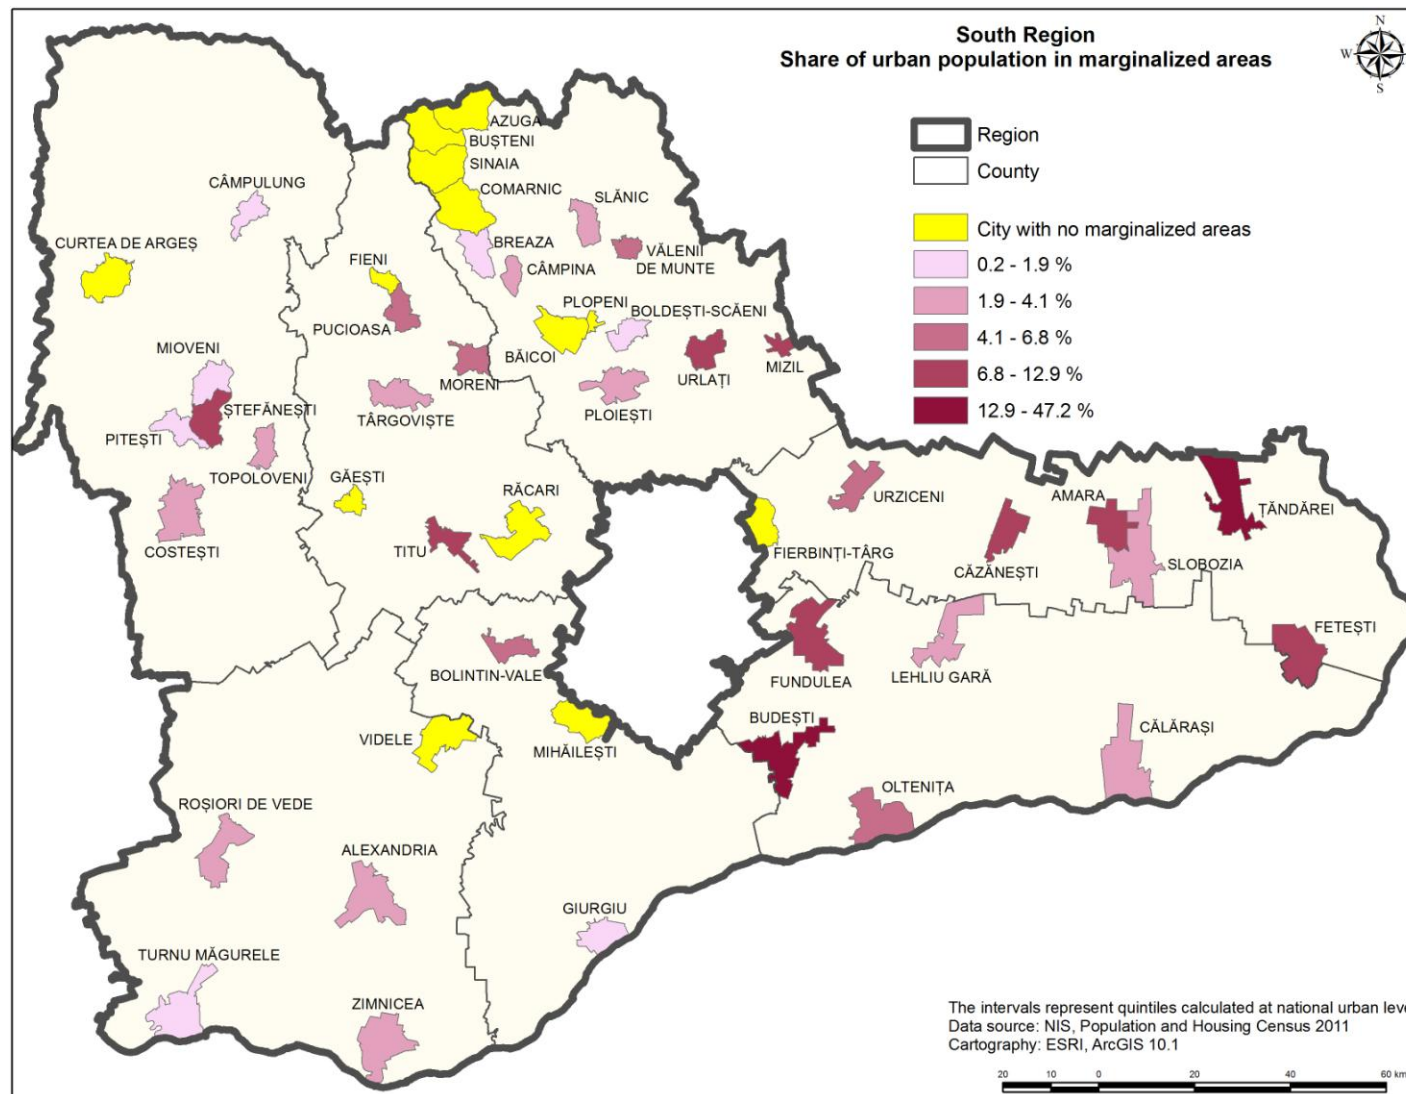 South Region
Share of urban population in marginalized areas
N
W
E
S
Region
County
City with no marginalized areas
0.2 - 1.9 %
1.9 - 4.1 %
4.1 - 6.8 %
6.8 - 12.9 %
12.9 - 47.2 %
AZUGA
BUȘTENI
SINAIA
COMARNIC
CÂMPULUNG
SLĂNIC
CURTEA DE ARGEȘ
BREAZA
VĂLENII
DE MUNTE
FIENI
CÂMPINA
PLOPENI
BOLDEȘTI-SCĂENI
PUCIOASA
MIOVENI
BĂICOI
MORENI
URLAȚI
MIZIL
ȘTEFĂNEȘTI
TÂRGOVIȘTE
PLOIEȘTI
PITEȘTI
TOPOLOVENI
GĂEȘTI
RĂCARI
URZICENI
AMARA
ȚĂNDĂREI
COSTEȘTI
TITU
FIERBINȚI-TÂRG
CĂZĂNEȘTI
SLOBOZIA
FETEȘTI
BOLINTIN-VALE
FUNDULEA
LEHLIU GARĂ
BUDEȘTI
CĂLĂRAȘI
VIDELE
MIHĂILEȘTI
OLTENIȚA
ROȘIORI DE VEDE
ALEXANDRIA
GIURGIU
TURNU MĂGURELE
ZIMNICEA
The intervals represent quintiles calculated at national urban leve
Data source: NIS, Population and Housing Census 2011
Cartography: ESRI, ArcGIS 10.1
20 10 0 20 40 60 km